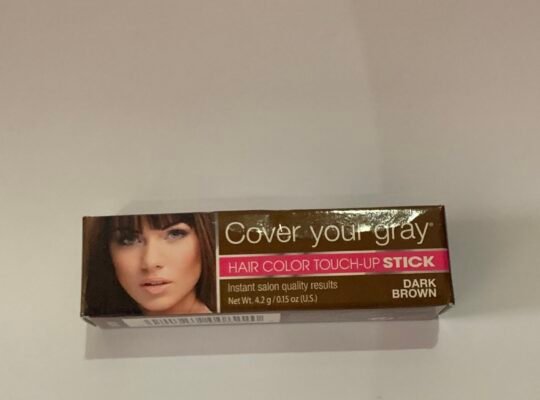 Cover your gray®
HAIR COLOR TOUCH-UP STICK
Instant salon quality results
Net Wt. 4.2 g / 0.15 oz (U.S.)
DARK
BROWN